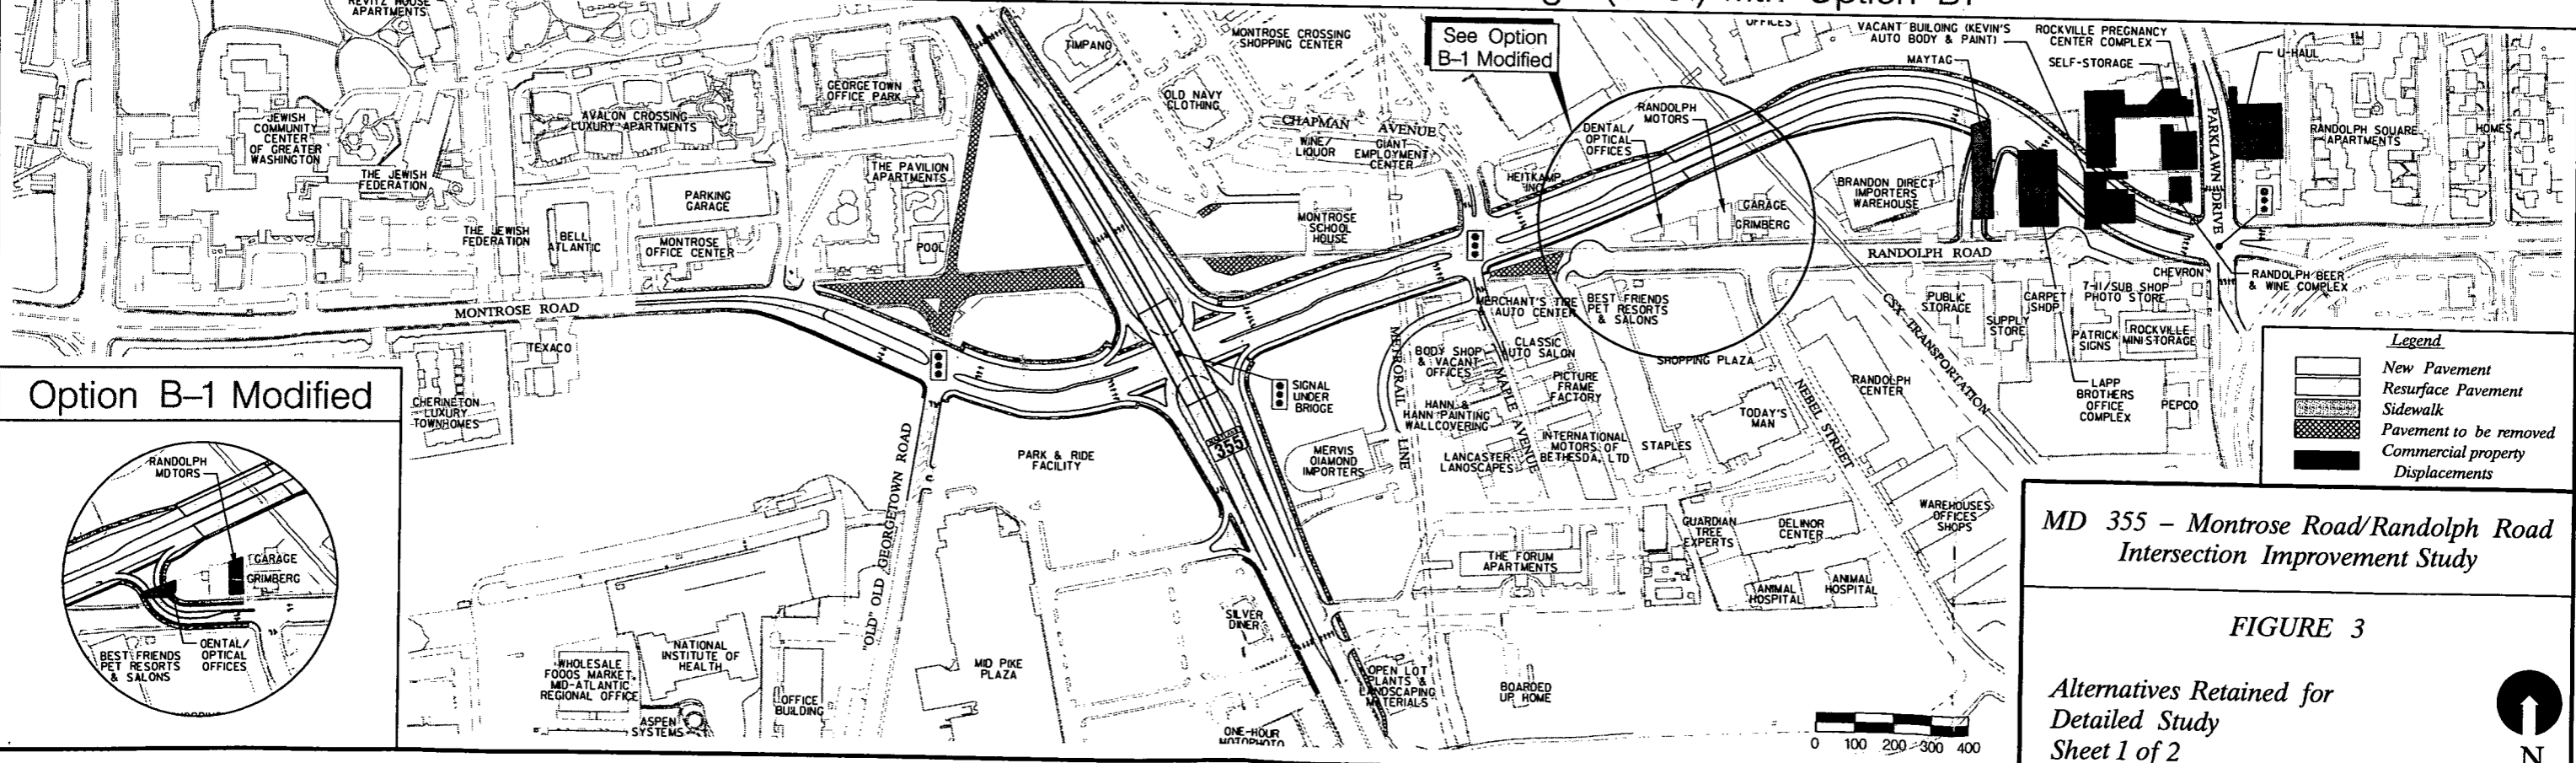 with Option B1
REVITZ HOUSE
APARTMENTS
JEWISH
COMMUNITY
CENTER
OF GREATER
WASHINGTON
THE JEWISH
FEDERATION
AVALON CROSSING
LUXURY APARTMENTS
GEORGETOWN
OFFICE PARK
THE PAVILION
APARTMENTS
PARKING
GARAGE
THE JEWISH
FEDERATION
BELL
ATLANTIC
MONTROSE
OFFICE CENTER
POOL
MONTROSE ROAD
TEXACO
CHERINGTON
LUXURY
TOWNHOMES
TIMPANO
MONTROSE CROSSING
SHOPPING CENTER
OLD NAVY
CLOTHING
CHAPMAN AVENUE
WINE/
LIQUOR
GIANT
EMPLOYMENT
CENTER
MONTROSE
SCHOOL
HOUSE
See Option
B-1 Modified
OFFICES
HEITKAMP
INC
DENTAL/
OPTICAL
OFFICES
RANDOLPH
MOTORS
GARAGE
GRIMBERG
BRANDON DIRECT
IMPORTERS
WAREHOUSE
VACANT BUILDING (KEVIN'S
AUTO BODY & PAINT)
MAYTAG
ROCKVILLE PREGNANCY
CENTER COMPLEX
SELF-STORAGE
U-HAUL
PARKLAWN DRIVE
RANDOLPH SQUARE
APARTMENTS
HOMES
RANDOLPH ROAD
CHEVRON
RANDOLPH BEER
& WINE COMPLEX
7-11/SUB SHOP
PHOTO STORE
PUBLIC
STORAGE
SUPPLY
STORE
CARPET
SHOP
PATRICK
SIGNS
ROCKVILLE
MINI STORAGE
LAPP
BROTHERS
OFFICE
COMPLEX
PEPCO
CSX TRANSPORTATION
MERCHANT'S TIRE
& AUTO CENTER
BEST FRIENDS
PET RESORTS
& SALONS
METRORAIL LINE
BODY SHOP
& VACANT
OFFICES
CLASSIC
AUTO SALON
MAPLE AVENUE
PICTURE
FRAME
FACTORY
SHOPPING PLAZA
HANN &
HANN PAINTING
WALLCOVERING
LANCASTER
LANDSCAPES
INTERNATIONAL
MOTORS OF
BETHESDA, LTD
STAPLES
TODAY'S
MAN
NEBEL STREET
RANDOLPH
CENTER
MERVIS
DIAMOND
IMPORTERS
SIGNAL
UNDER
BRIDGE
355
PARK & RIDE
FACILITY
"OLD" OLD GEORGETOWN ROAD
THE FORUM
APARTMENTS
GUARDIAN
TREE
EXPERTS
DELINOR
CENTER
ANIMAL
HOSPITAL
ANIMAL
HOSPITAL
WAREHOUSES
OFFICES
SHOPS
SILVER
DINER
MID PIKE
PLAZA
NATIONAL
INSTITUTE OF
HEALTH
WHOLESALE
FOODS MARKET,
MID-ATLANTIC
REGIONAL OFFICE
ASPEN
SYSTEMS
OFFICE
BUILDING
OPEN LOT
PLANTS &
LANDSCAPING
MATERIALS
BOARDED
UP HOME
ONE-HOUR
MOTOPHOTO
0 100 200 300 400
Option B-1 Modified
RANDOLPH
MOTORS
GARAGE
GRIMBERG
BEST FRIENDS
PET RESORTS
& SALONS
DENTAL/
OPTICAL
OFFICES
Legend
New Pavement
Resurface Pavement
Sidewalk
Pavement to be removed
Commercial property
Displacements
MD 355 – Montrose Road/Randolph Road
Intersection Improvement Study
FIGURE 3
Alternatives Retained for
Detailed Study
Sheet 1 of 2
N